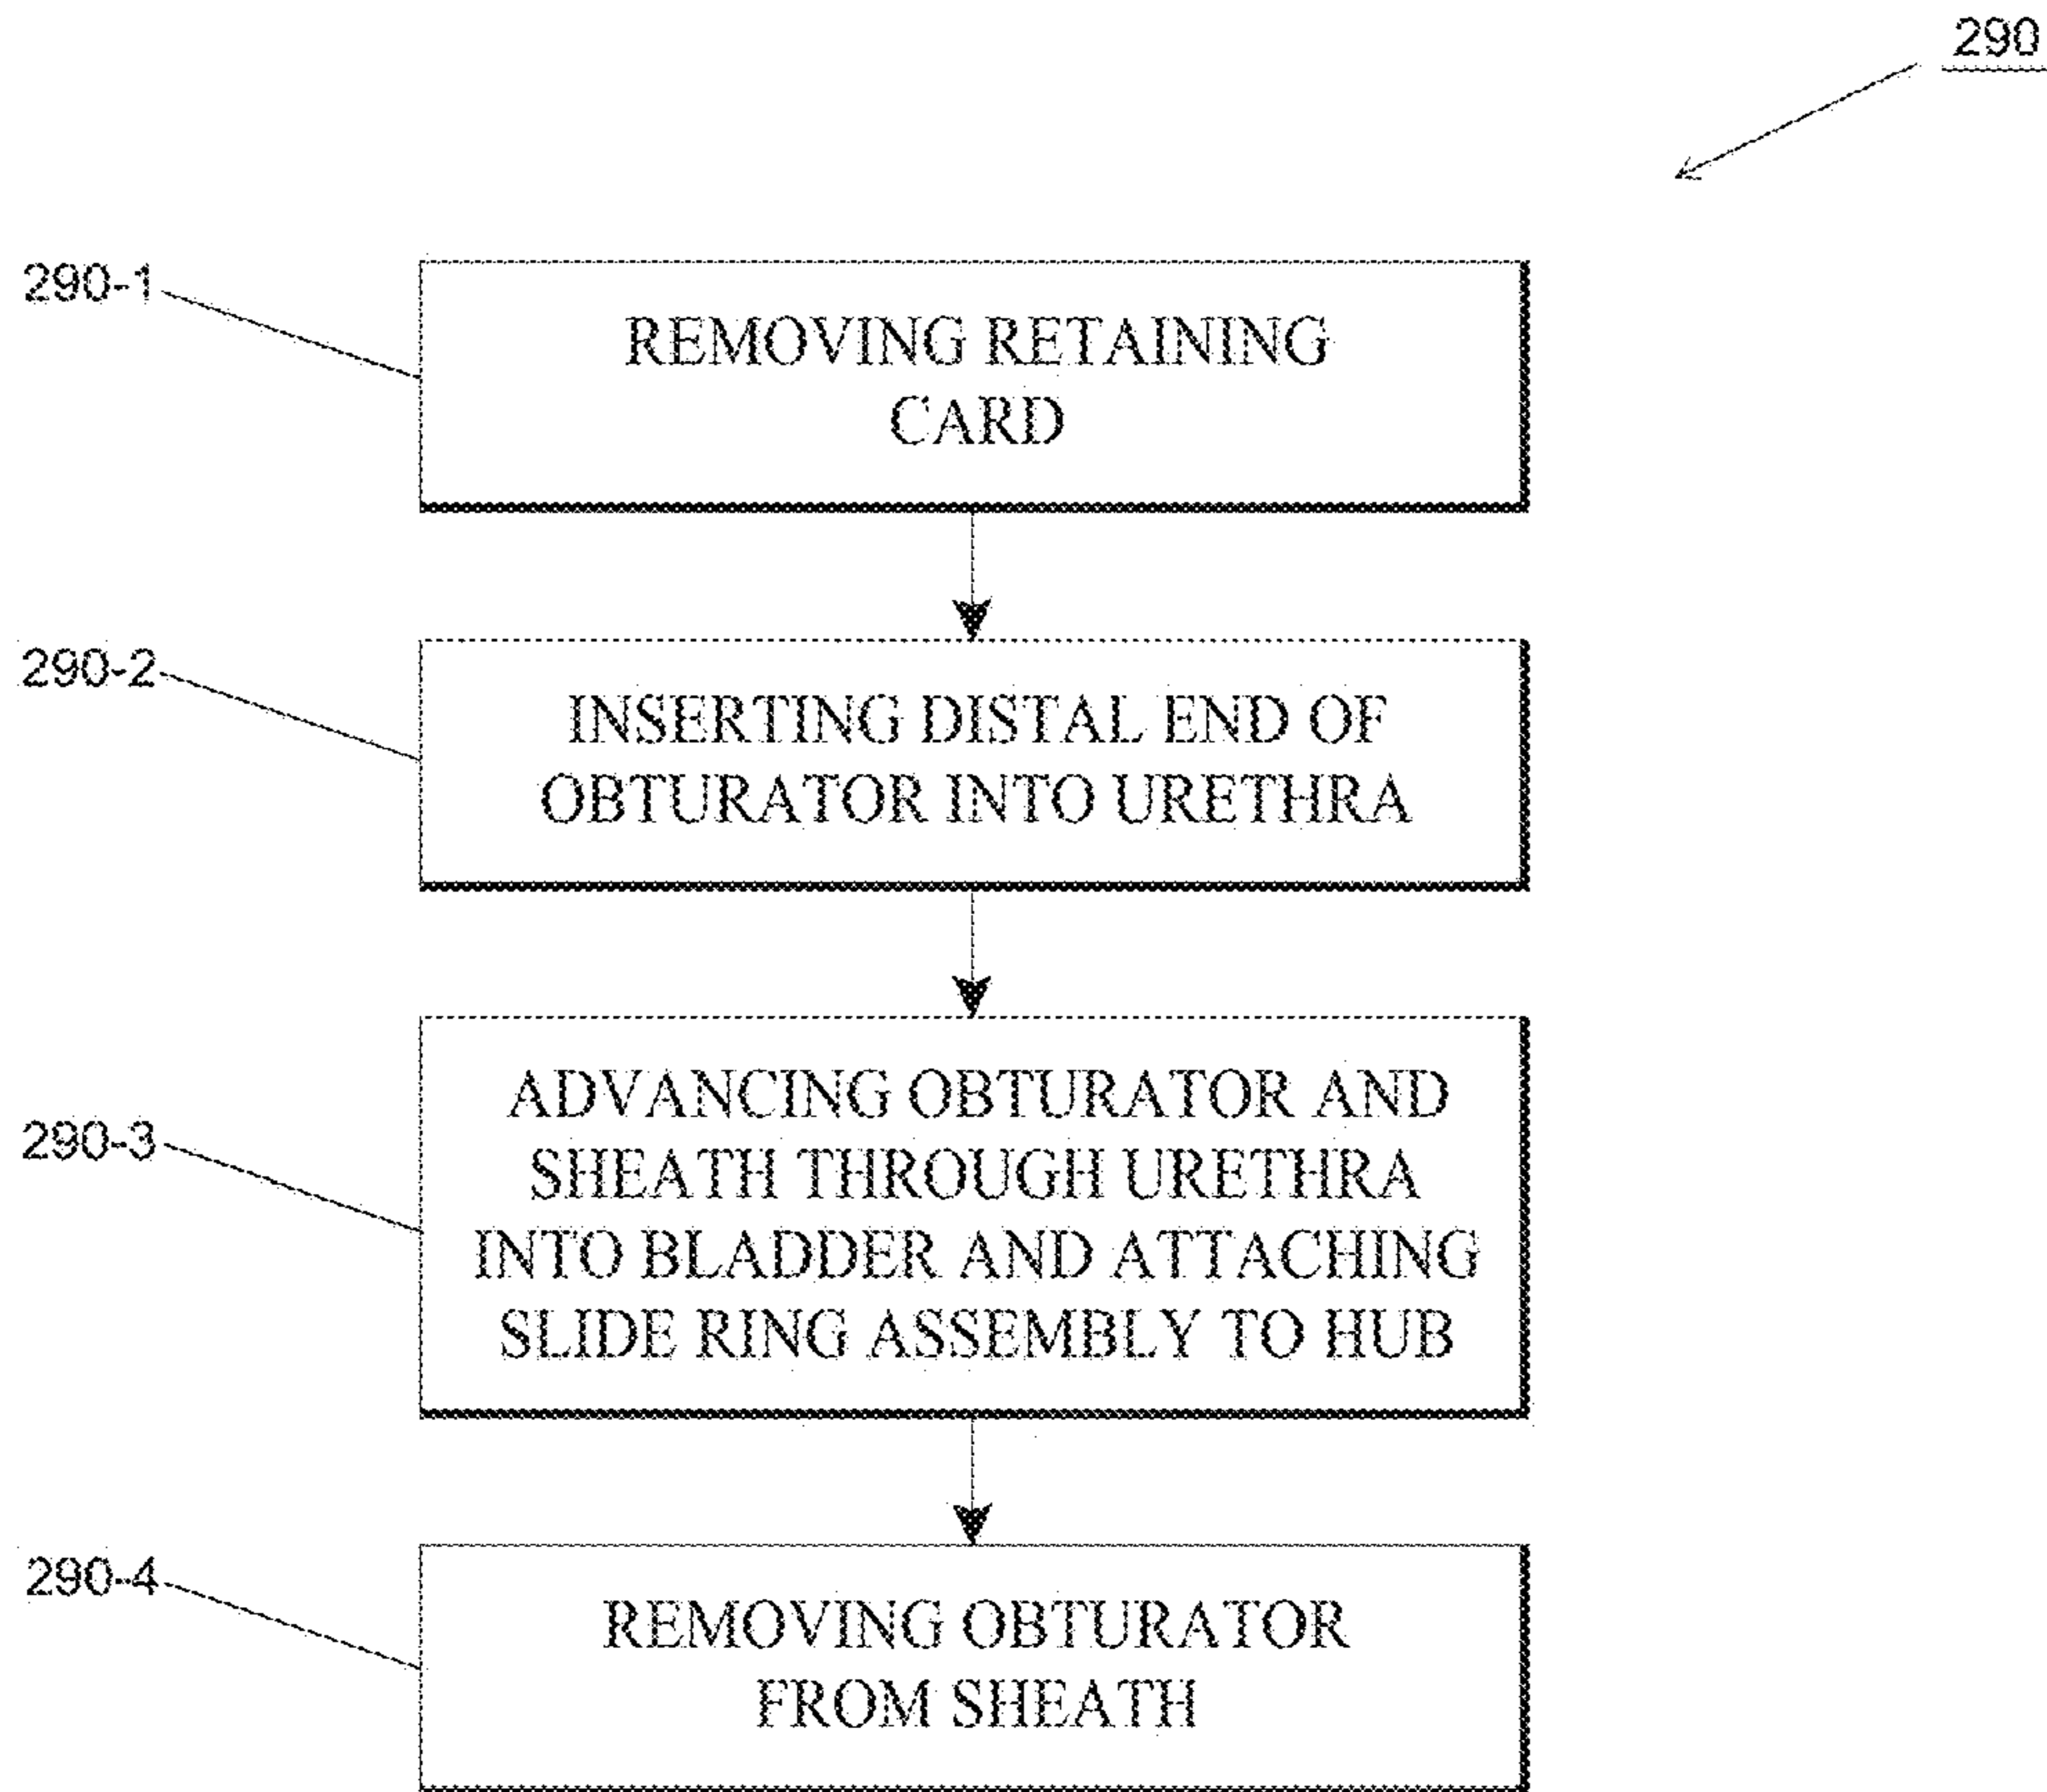 290
290-1
REMOVING RETAINING
CARD
290-2
INSERTING DISTAL END OF
OBTURATOR INTO URETHRA
290-3
ADVANCING OBTURATOR AND
SHEATH THROUGH URETHRA
INTO BLADDER AND ATTACHING
SLIDE RING ASSEMBLY TO HUB
290-4
REMOVING OBTURATOR
FROM SHEATH